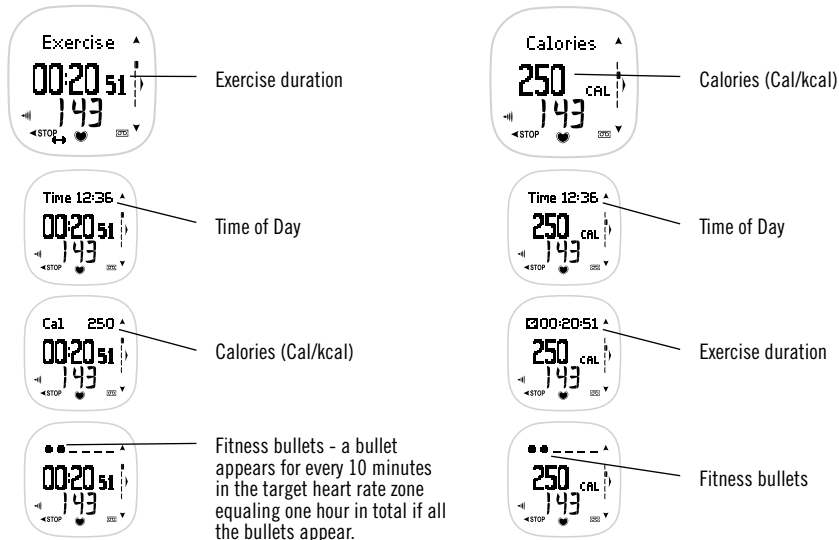 Exercise
00:20 51
143
STOP
Exercise duration
Time 12:36
00:20 51
143
STOP
Time of Day
Cal 250
00:20 51
143
STOP
Calories (Cal/kcal)
00:20 51
143
STOP
Fitness bullets - a bullet
appears for every 10 minutes
in the target heart rate zone
equaling one hour in total if all
the bullets appear.
Calories
250 CAL
143
STOP
Calories (Cal/kcal)
Time 12:36
250 CAL
143
STOP
Time of Day
00:20:51
250 CAL
143
STOP
Exercise duration
250 CAL
143
STOP
Fitness bullets